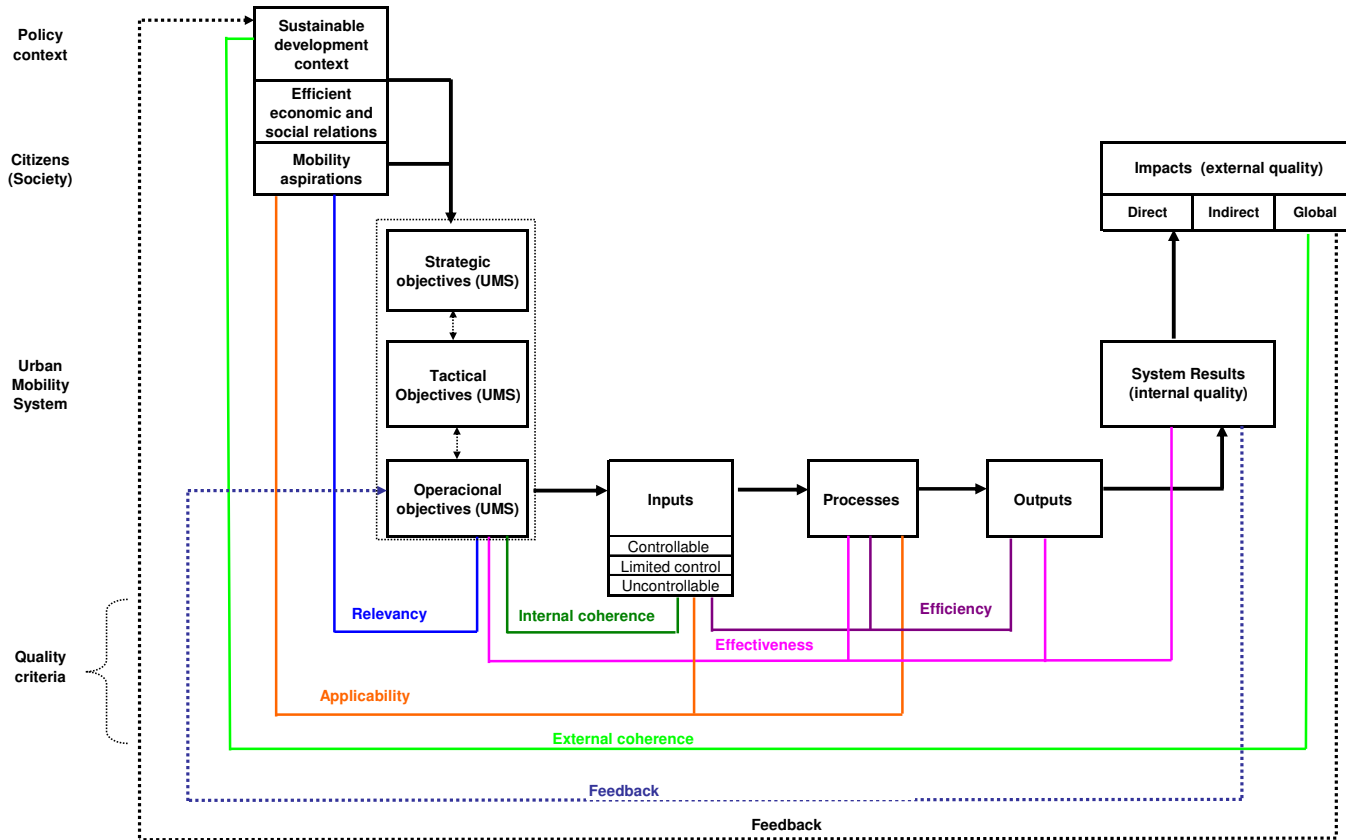 Policy
context
Sustainable
development
context
Efficient
economic and
social relations
Citizens
(Society)
Mobility
aspirations
Impacts (external quality)
Direct
Indirect
Global
Strategic
objectives (UMS)
Urban
Mobility
System
Tactical
Objectives (UMS)
System Results
(internal quality)
Operacional
objectives (UMS)
Inputs
Processes
Outputs
Controllable
Limited control
Uncontrollable
Relevancy
Internal coherence
Efficiency
Effectiveness
Quality
criteria
Applicability
External coherence
Feedback
Feedback